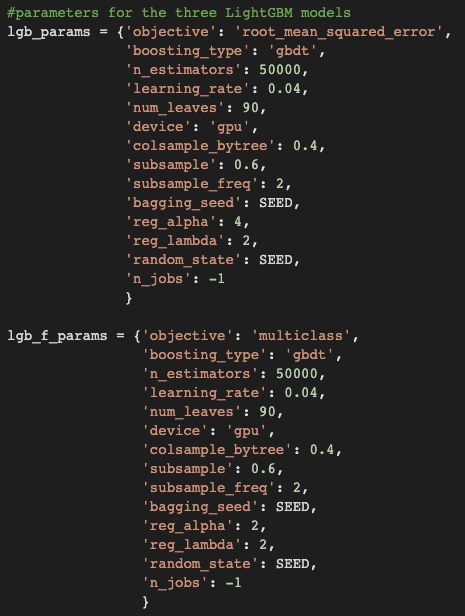 #parameters for the three LightGBM models
lgb_params = {'objective': 'root_mean_squared_error',
'boosting_type': 'gbdt',
'n_estimators': 50000,
'learning_rate': 0.04,
'num_leaves': 90,
'device': 'gpu',
'colsample_bytree': 0.4,
'subsample': 0.6,
'subsample_freq': 2,
'bagging_seed': SEED,
'reg_alpha': 4,
'reg_lambda': 2,
'random_state': SEED,
'n_jobs': -1
}
lgb_f_params = {'objective': 'multiclass',
'boosting_type': 'gbdt',
'n_estimators': 50000,
'learning_rate': 0.04,
'num_leaves': 90,
'device': 'gpu',
'colsample_bytree': 0.4,
'subsample': 0.6,
'subsample_freq': 2,
'bagging_seed': SEED,
'reg_alpha': 2,
'reg_lambda': 2,
'random_state': SEED,
'n_jobs': -1
}